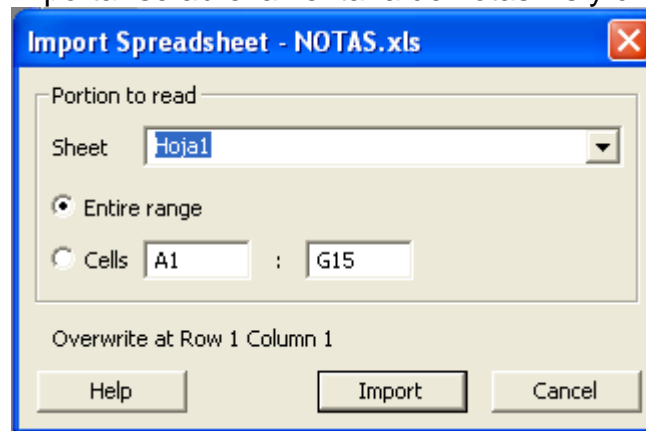 Import Spreadsheet - NOTAS.xls
Portion to read
Sheet Hoja1
Entire range
Cells A1 : G15
Overwrite at Row 1 Column 1
Help Import Cancel